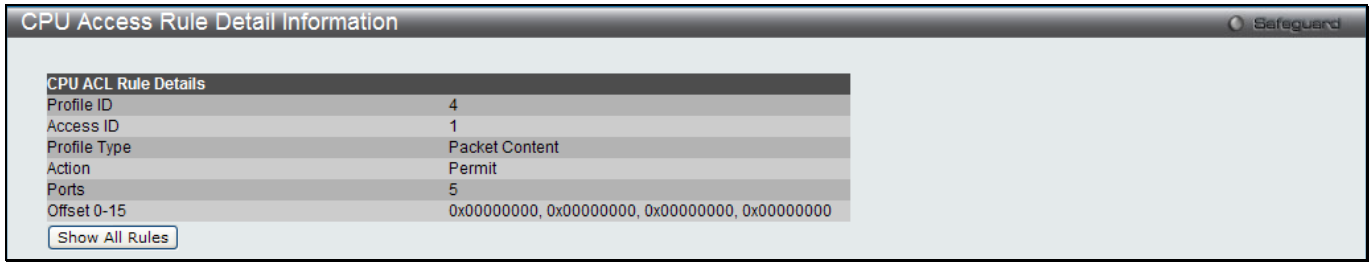 CPU Access Rule Detail Information
Safeguard
CPU ACL Rule Details
Profile ID 4
Access ID 1
Profile Type Packet Content
Action Permit
Ports 5
Offset 0-15 0x00000000, 0x00000000, 0x00000000, 0x00000000
Show All Rules